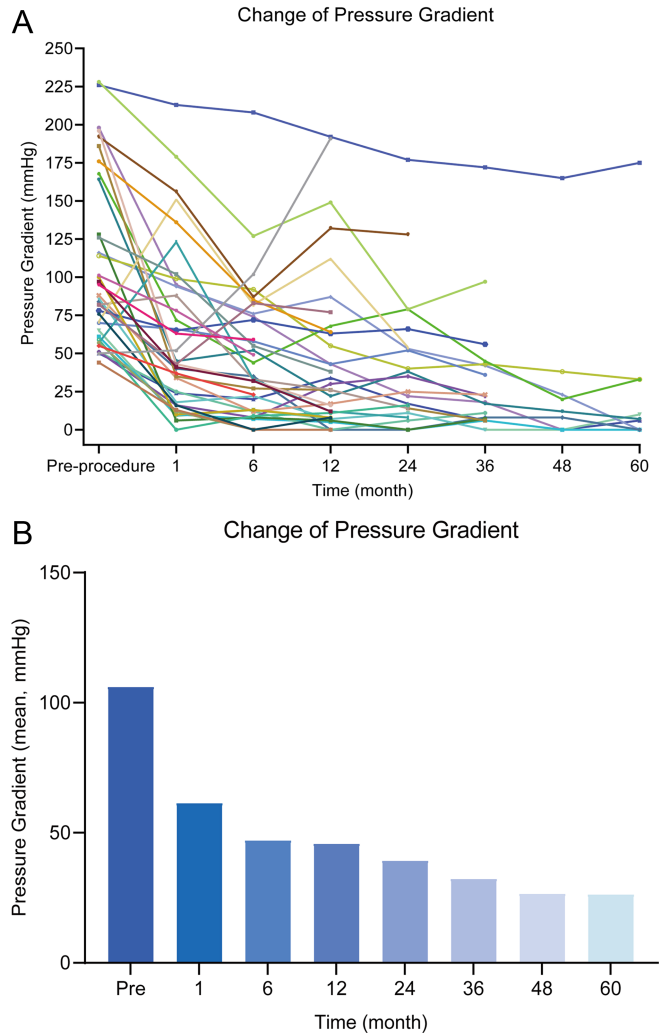 A
Change of Pressure Gradient
Pressure Gradient (mmHg)
250
225
200
175
150
125
100
75
50
25
0
Pre-procedure 1 6 12 24 36 48 60
Time (month)
B
Change of Pressure Gradient
Pressure Gradient (mean, mmHg)
150
100
50
0
Pre 1 6 12 24 36 48 60
Time (month)